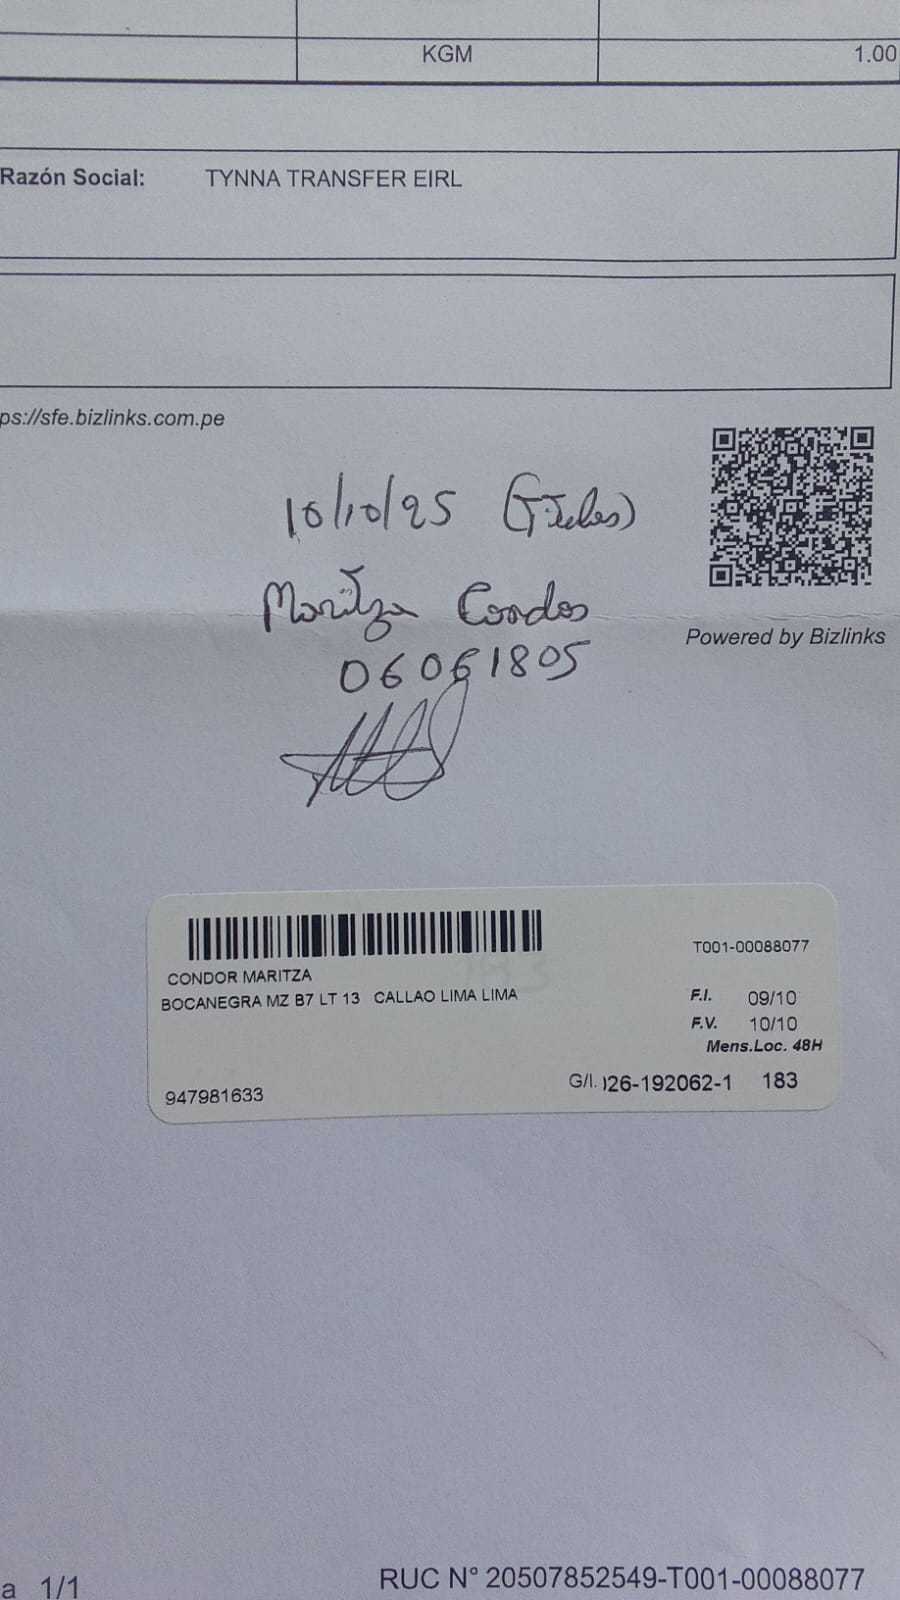 KGM 1.00
Razón Social: TYNNA TRANSFER EIRL
ps://sfe.bizlinks.com.pe
10/10/25 (Titular)
Maritza Condor
06061805
Powered by Bizlinks
T001-00088077
CONDOR MARITZA
BOCANEGRA MZ B7 LT 13 CALLAO LIMA LIMA
F.I. 09/10
F.V. 10/10
Mens.Loc. 48H
947981633
G/I. 026-192062-1 183
a 1/1
RUC N° 20507852549-T001-00088077